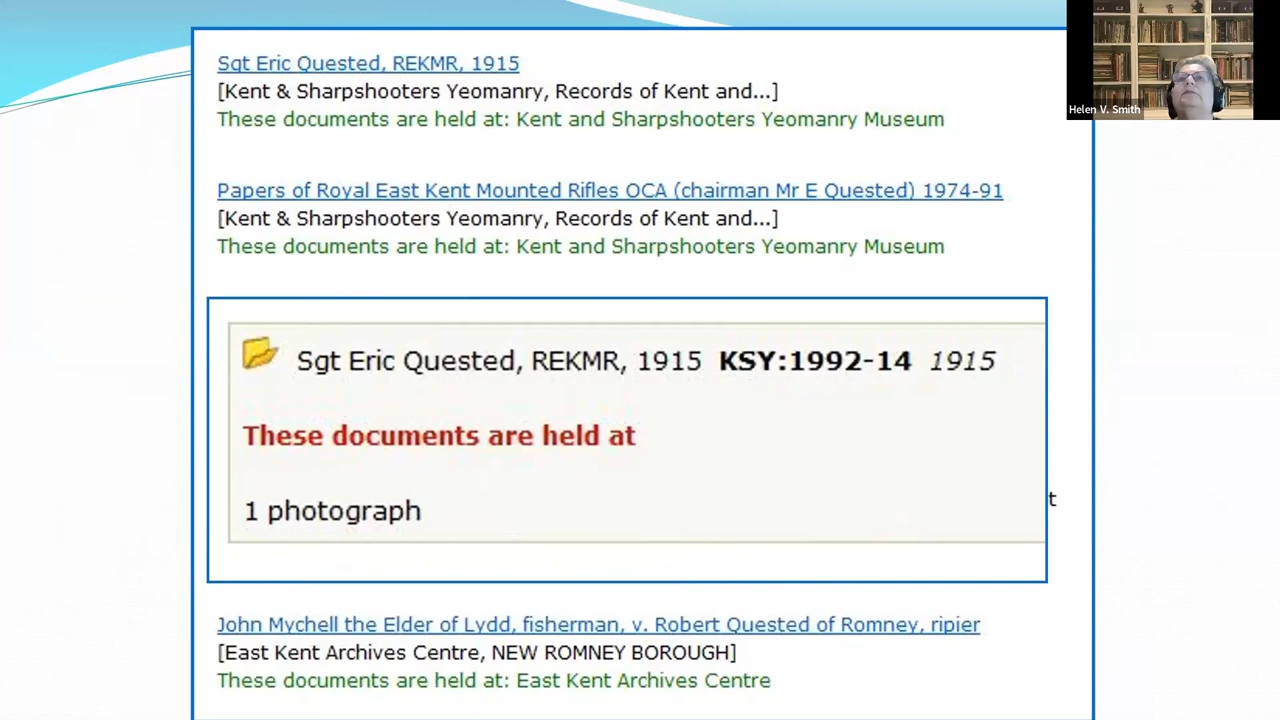 Sgt Eric Quested, REKMR, 1915
[Kent & Sharpshooters Yeomanry, Records of Kent and...]
These documents are held at: Kent and Sharpshooters Yeomanry Museum
Helen V. Smith
Papers of Royal East Kent Mounted Rifles OCA (chairman Mr E Quested) 1974-91
[Kent & Sharpshooters Yeomanry, Records of Kent and...]
These documents are held at: Kent and Sharpshooters Yeomanry Museum
Sgt Eric Quested, REKMR, 1915 KSY:1992-14 1915
These documents are held at
t
1 photograph
John Mychell the Elder of Lydd, fisherman, v. Robert Quested of Romney, ripier
[East Kent Archives Centre, NEW ROMNEY BOROUGH]
These documents are held at: East Kent Archives Centre